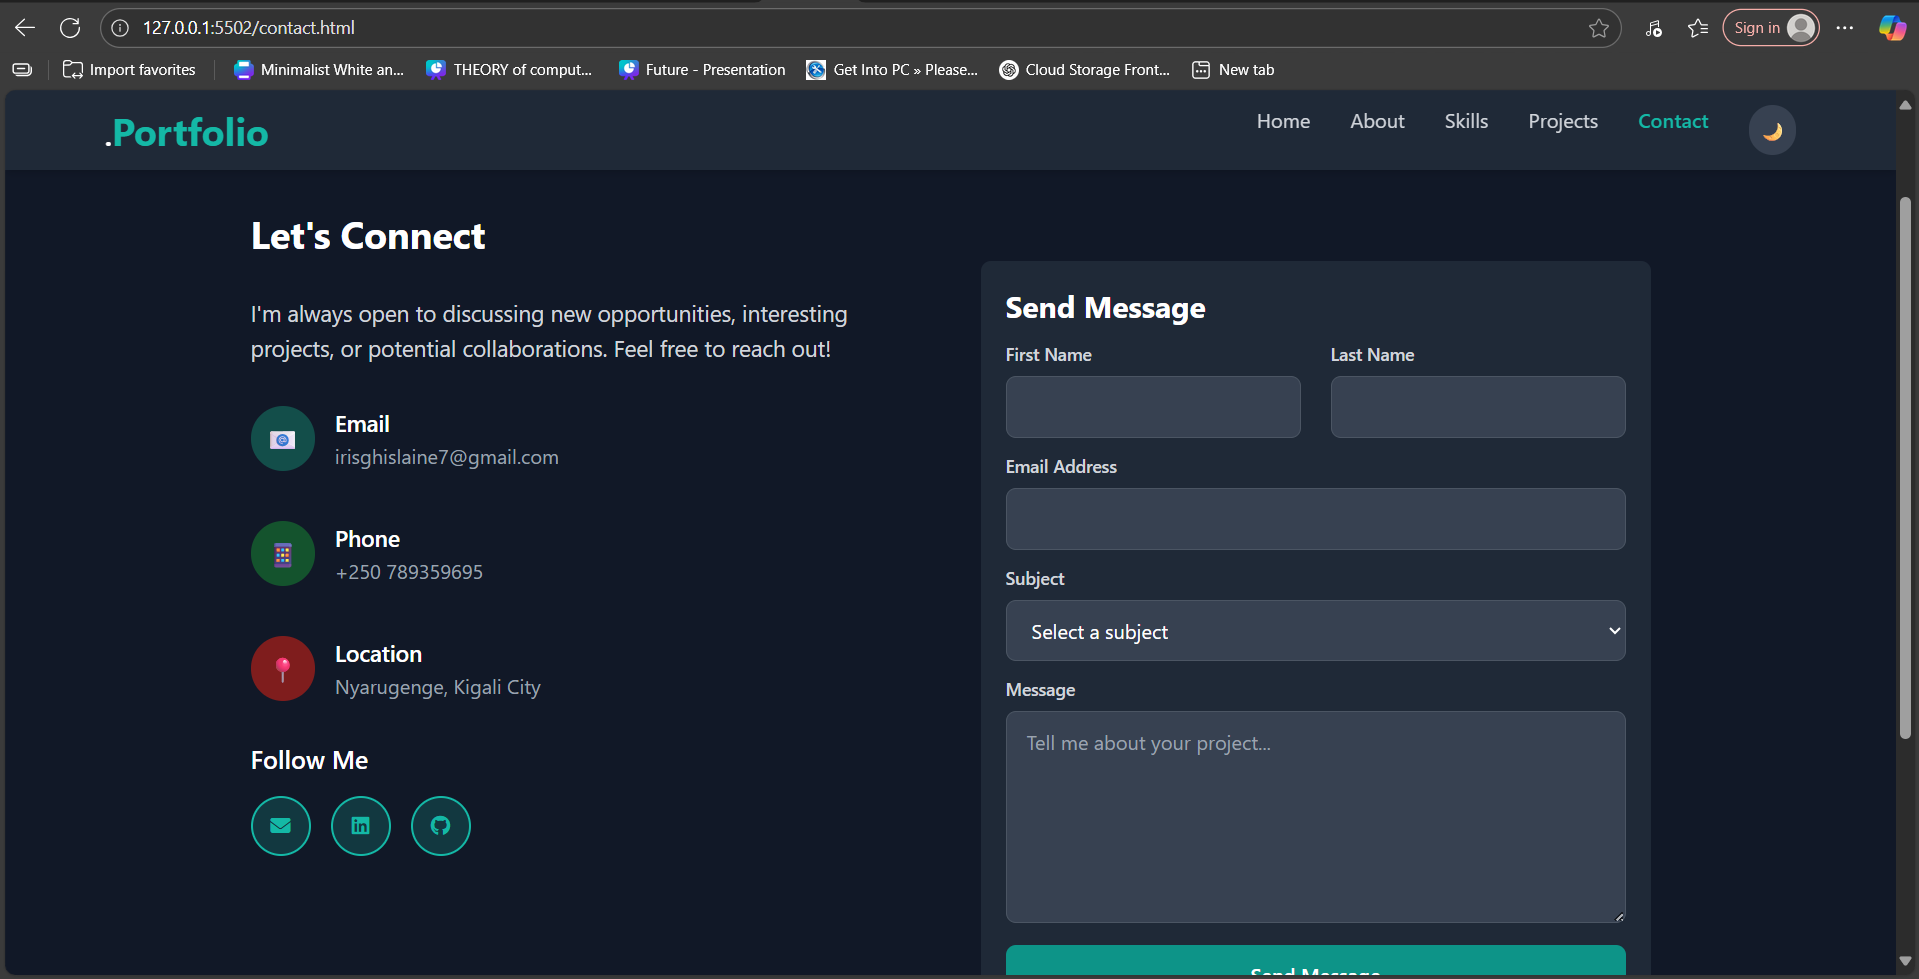 127.0.0.1:5502/contact.html
Sign in
Import favorites
Minimalist White an...
THEORY of comput...
Future - Presentation
Get Into PC » Please...
Cloud Storage Front...
New tab
.Portfolio
Home
About
Skills
Projects
Contact
Let's Connect
I'm always open to discussing new opportunities, interesting
projects, or potential collaborations. Feel free to reach out!
Email
irisghislaine7@gmail.com
Phone
+250 789359695
Location
Nyarugenge, Kigali City
Follow Me
Send Message
First Name
Last Name
Email Address
Subject
Select a subject
Message
Tell me about your project...
Send Message